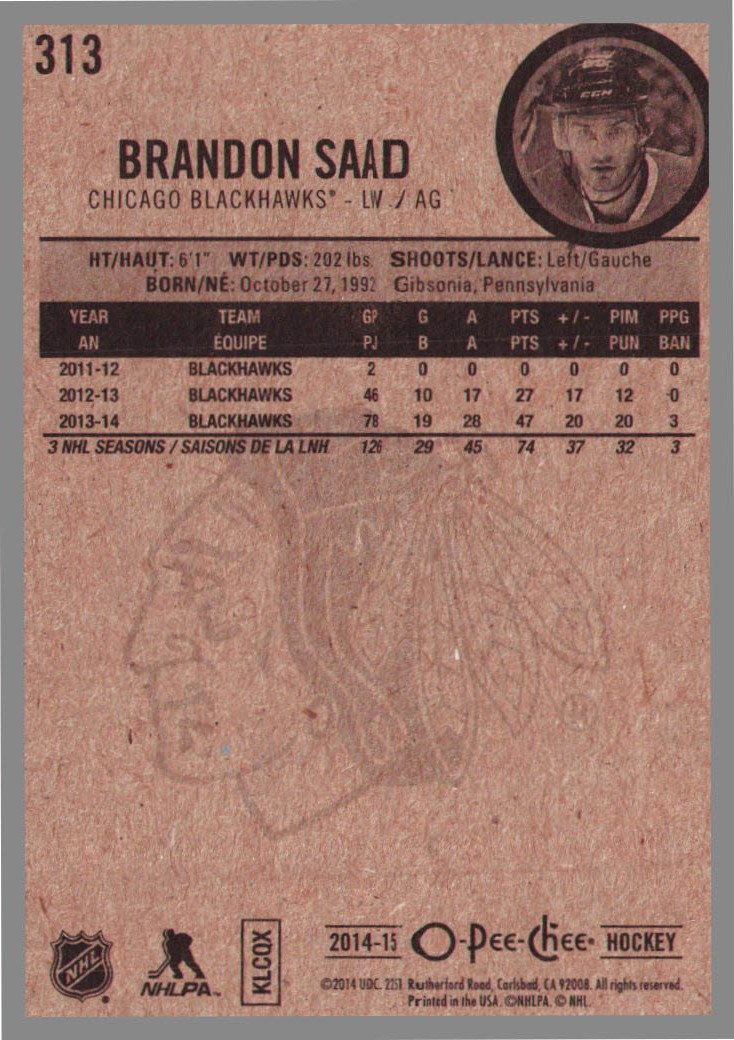 313
CCM
BRANDON SAAD
CHICAGO BLACKHAWKS® - LW / AG
HT/HAUT: 6'1" WT/PDS: 202 lbs SHOOTS/LANCE: Left/Gauche
BORN/NÉ: October 27, 1992 Gibsonia, Pennsylvania
YEAR TEAM GP G A PTS +/- PIM PPG
AN ÉQUIPE PJ B A PTS +/- PUN BAN
2011-12 BLACKHAWKS 2 0 0 0 0 0 0
2012-13 BLACKHAWKS 46 10 17 27 17 12 0
2013-14 BLACKHAWKS 78 19 28 47 20 20 3
3 NHL SEASONS / SAISONS DE LA LNH 126 29 45 74 37 32 3
NHL NHLPA™ KLCQX 2014-15 O-Pee-Chee® HOCKEY
©2014 UDC. 2251 Rutherford Road, Carlsbad, CA 92008. All rights reserved.
Printed in the USA. ©NHLPA. © NHL.